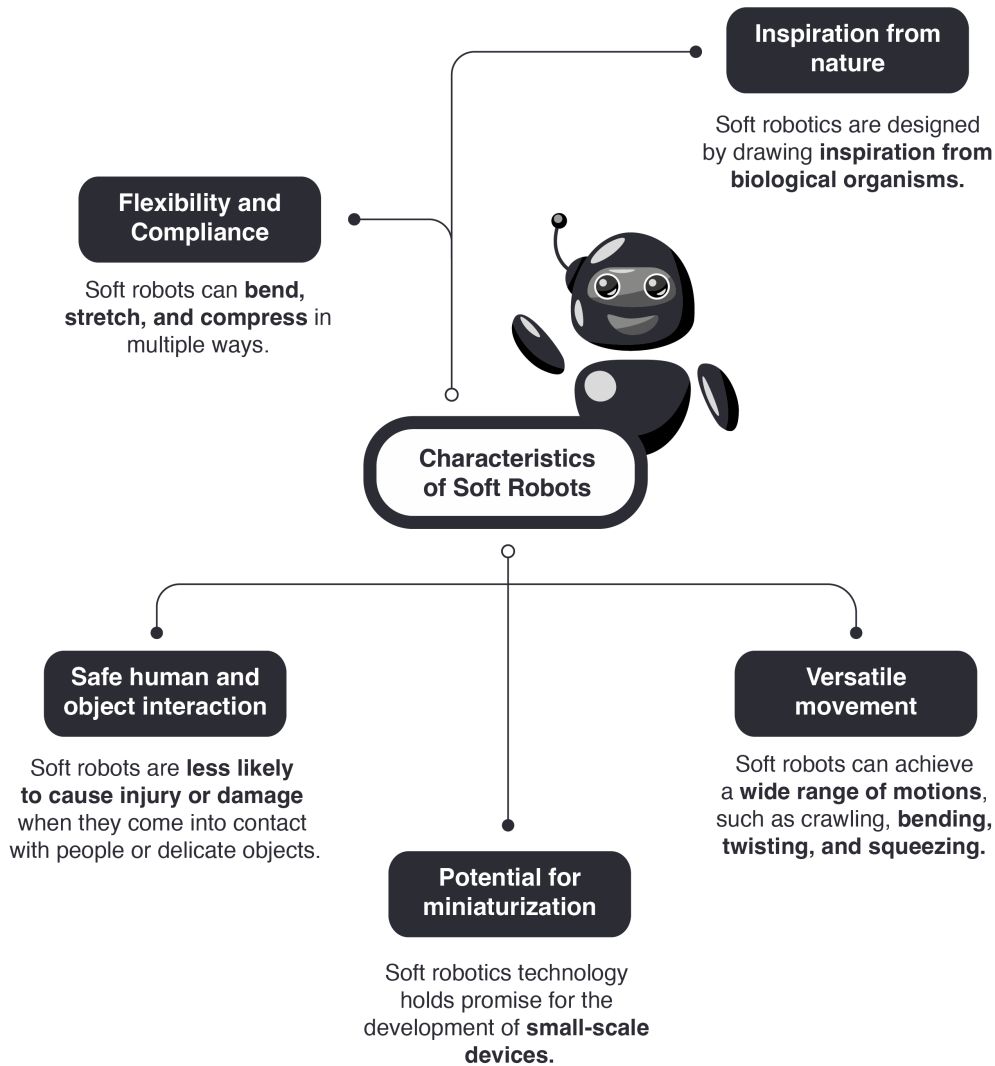 Inspiration from
nature
Soft robotics are designed
by drawing inspiration from
biological organisms.
Flexibility and
Compliance
Soft robots can bend,
stretch, and compress in
multiple ways.
Characteristics
of Soft Robots
Safe human and
object interaction
Soft robots are less likely
to cause injury or damage
when they come into contact
with people or delicate objects.
Versatile
movement
Soft robots can achieve
a wide range of motions,
such as crawling, bending,
twisting, and squeezing.
Potential for
miniaturization
Soft robotics technology
holds promise for the
development of small-scale
devices.